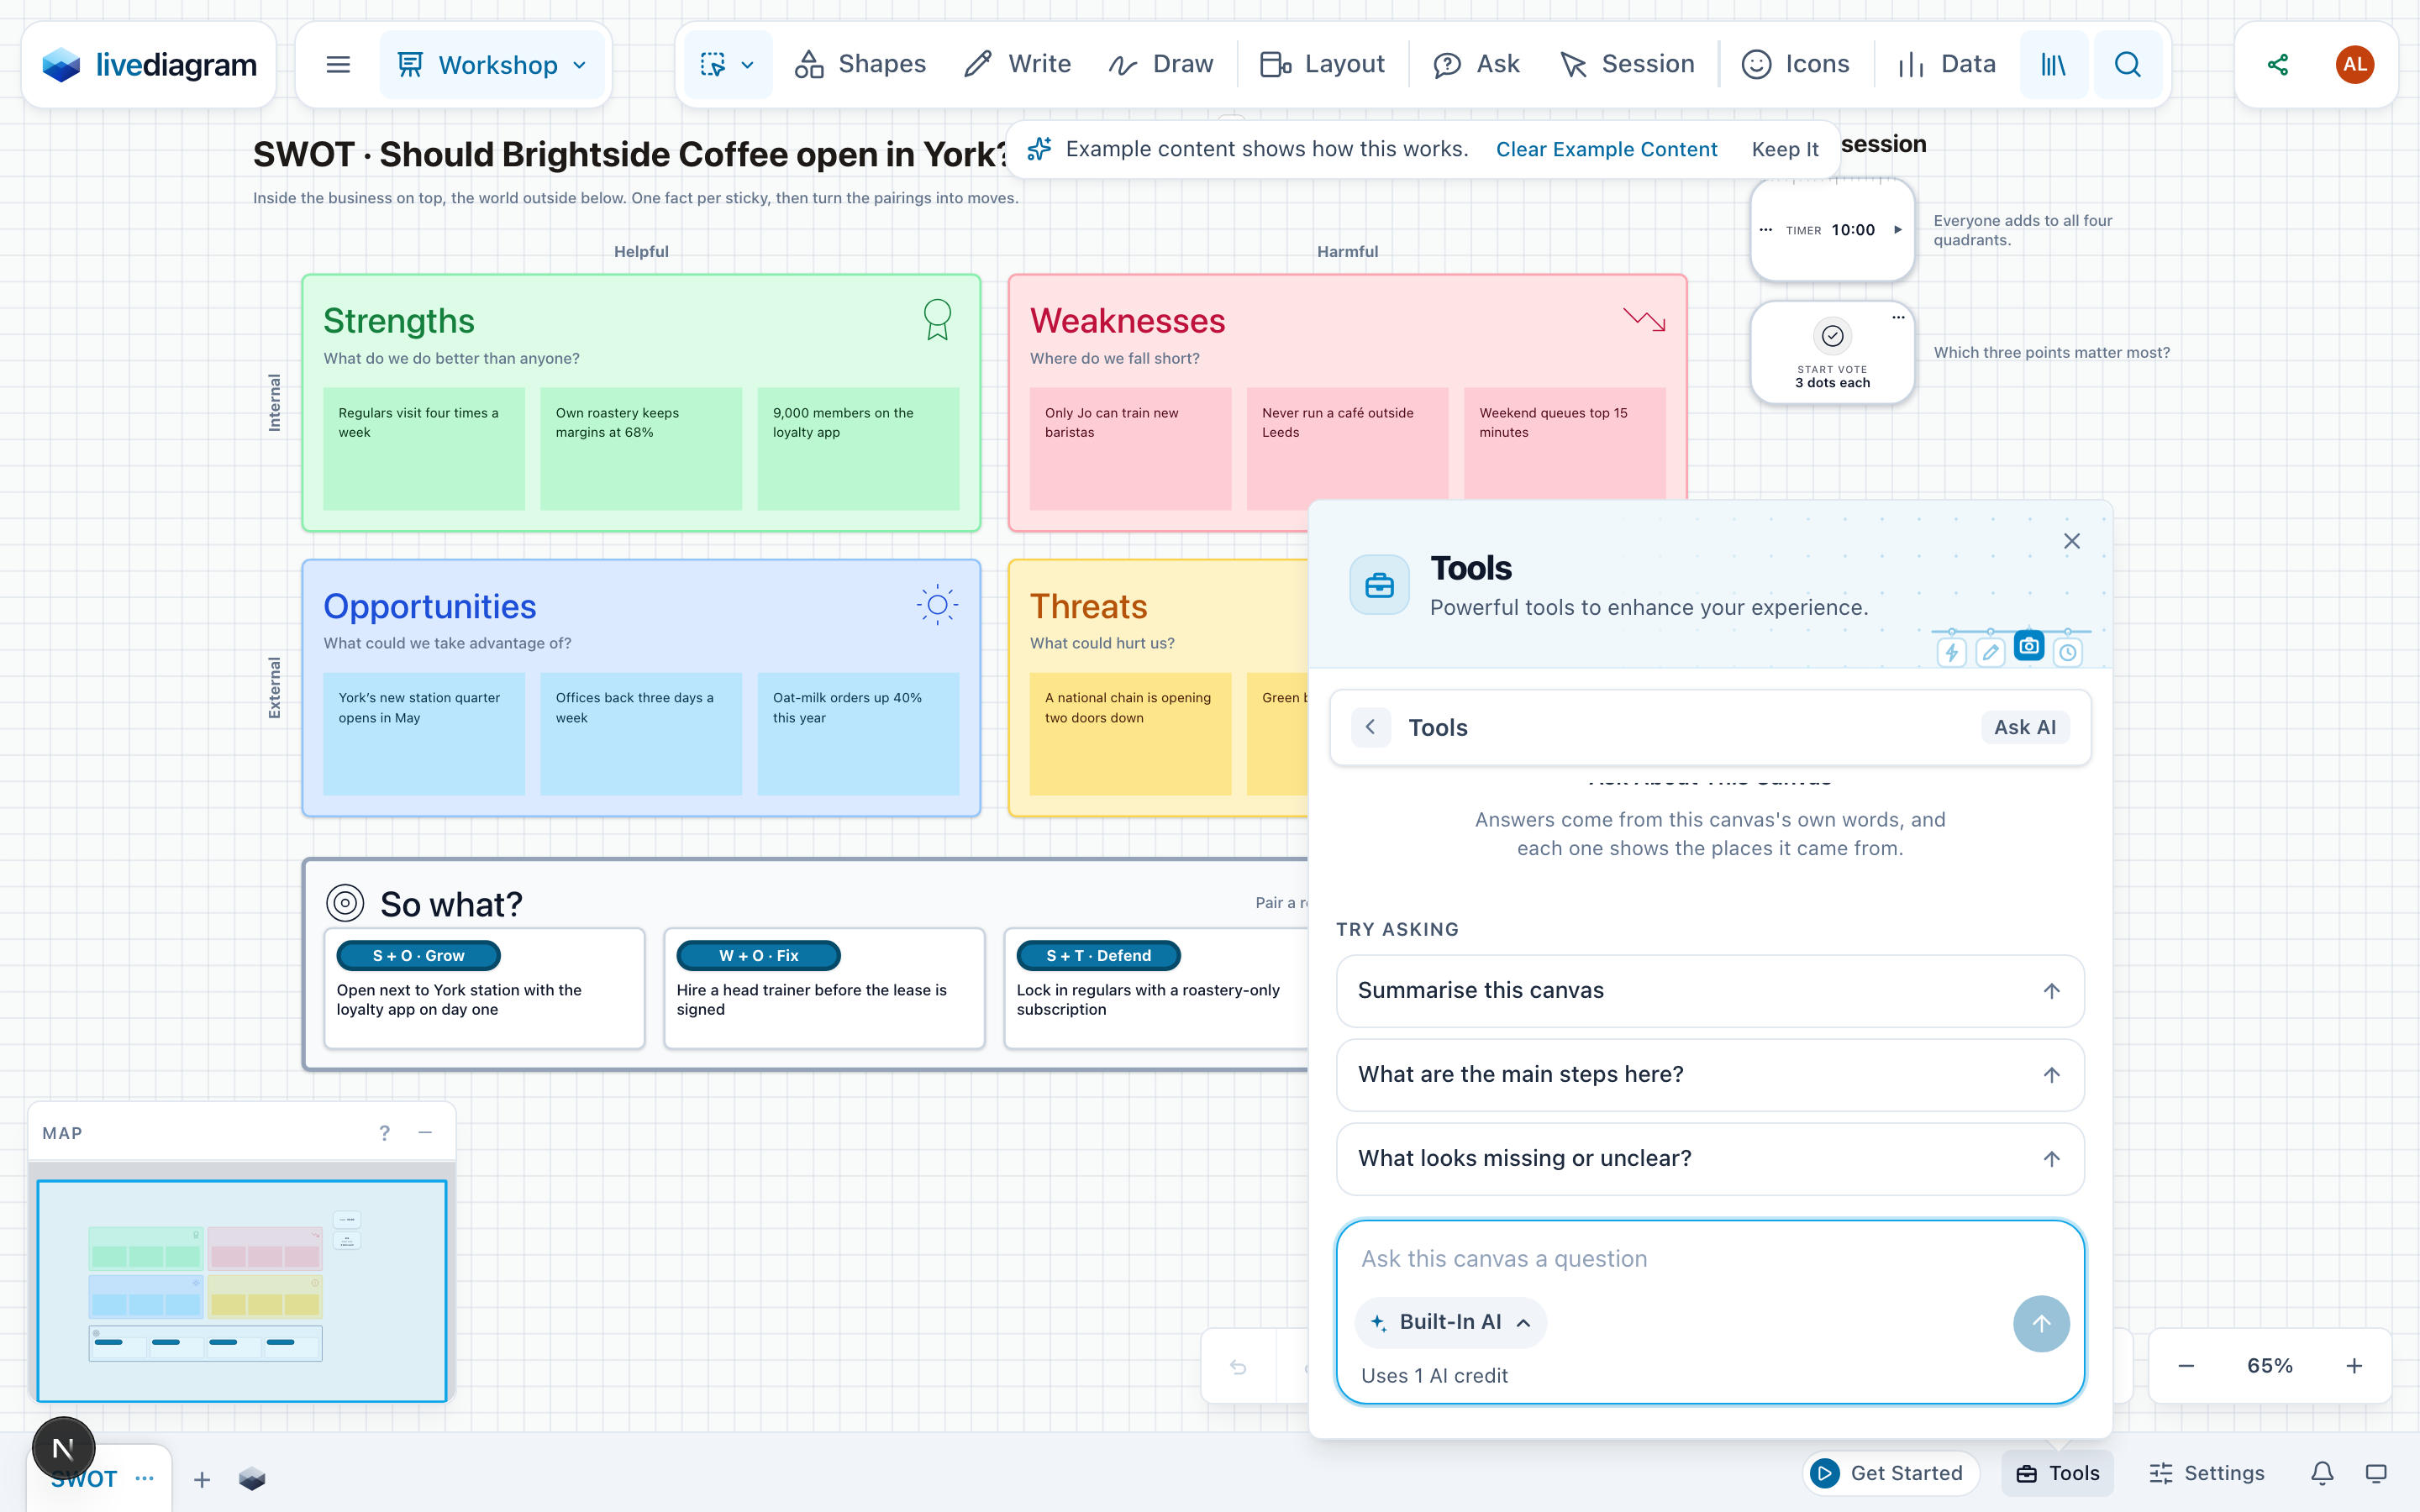 livediagram
Workshop
Shapes
Write
Draw
Layout
Ask
Session
Icons
Data
AL
SWOT · Should Brightside Coffee open in York?
Example content shows how this works.
Clear Example Content
Keep It
session
Inside the business on top, the world outside below. One fact per sticky, then turn the pairings into moves.
Helpful
Harmful
TIMER 10:00
Everyone adds to all four
quadrants.
START VOTE
3 dots each
Which three points matter most?
Internal
Strengths
What do we do better than anyone?
Regulars visit four times a
week
Own roastery keeps
margins at 68%
9,000 members on the
loyalty app
Weaknesses
Where do we fall short?
Only Jo can train new
baristas
Never run a café outside
Leeds
Weekend queues top 15
minutes
External
Opportunities
What could we take advantage of?
York's new station quarter
opens in May
Offices back three days a
week
Oat-milk orders up 40%
this year
Threats
What could hurt us?
A national chain is opening
two doors down
Green
So what?
Pair a
S + O · Grow
Open next to York station with the
loyalty app on day one
W + O · Fix
Hire a head trainer before the lease is
signed
S + T · Defend
Lock in regulars with a roastery-only
subscription
Tools
Powerful tools to enhance your experience.
Tools
Ask AI
Answers come from this canvas's own words, and
each one shows the places it came from.
TRY ASKING
Summarise this canvas
What are the main steps here?
What looks missing or unclear?
Ask this canvas a question
Built-In AI
Uses 1 AI credit
MAP
?
65%
N
SWOT
Get Started
Tools
Settings